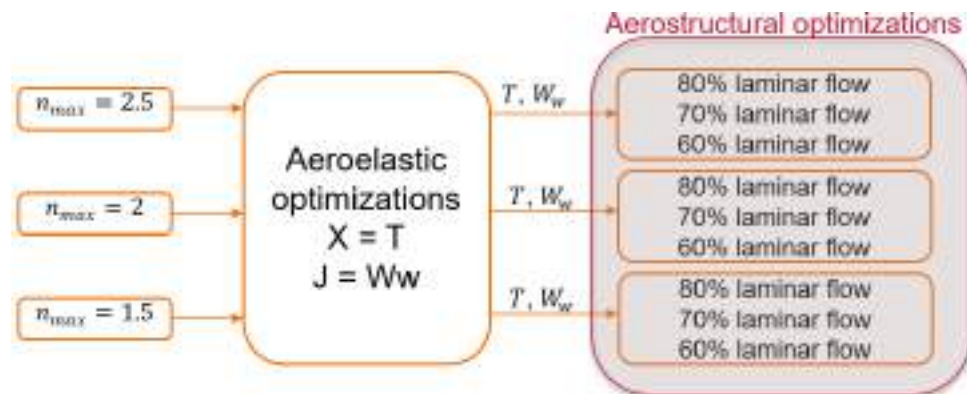 Aerostructural optimizations
n_max = 2.5
n_max = 2
n_max = 1.5
Aeroelastic
optimizations
X = T
J = Ww
T, W_w
T, W_w
T, W_w
80% laminar flow
70% laminar flow
60% laminar flow
80% laminar flow
70% laminar flow
60% laminar flow
80% laminar flow
70% laminar flow
60% laminar flow